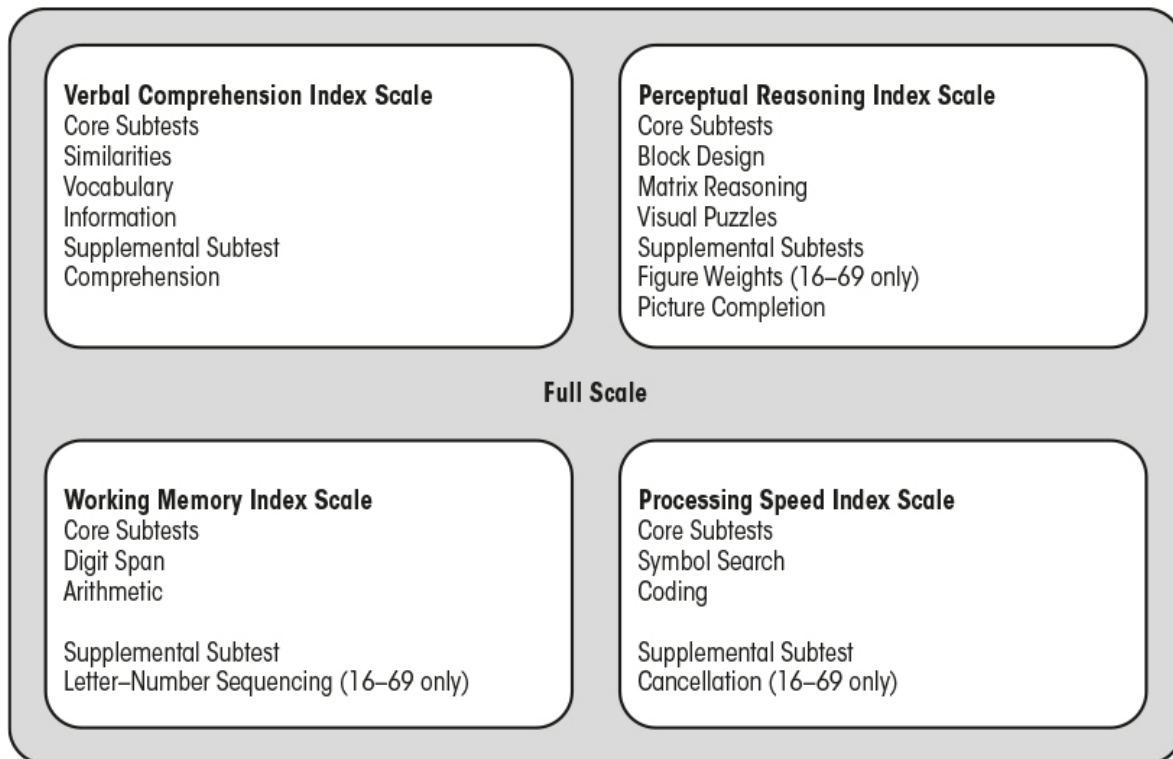 Verbal Comprehension Index Scale
Core Subtests
Similarities
Vocabulary
Information
Supplemental Subtest
Comprehension
Perceptual Reasoning Index Scale
Core Subtests
Block Design
Matrix Reasoning
Visual Puzzles
Supplemental Subtests
Figure Weights (16–69 only)
Picture Completion
Full Scale
Working Memory Index Scale
Core Subtests
Digit Span
Arithmetic
Supplemental Subtest
Letter–Number Sequencing (16–69 only)
Processing Speed Index Scale
Core Subtests
Symbol Search
Coding
Supplemental Subtest
Cancellation (16–69 only)